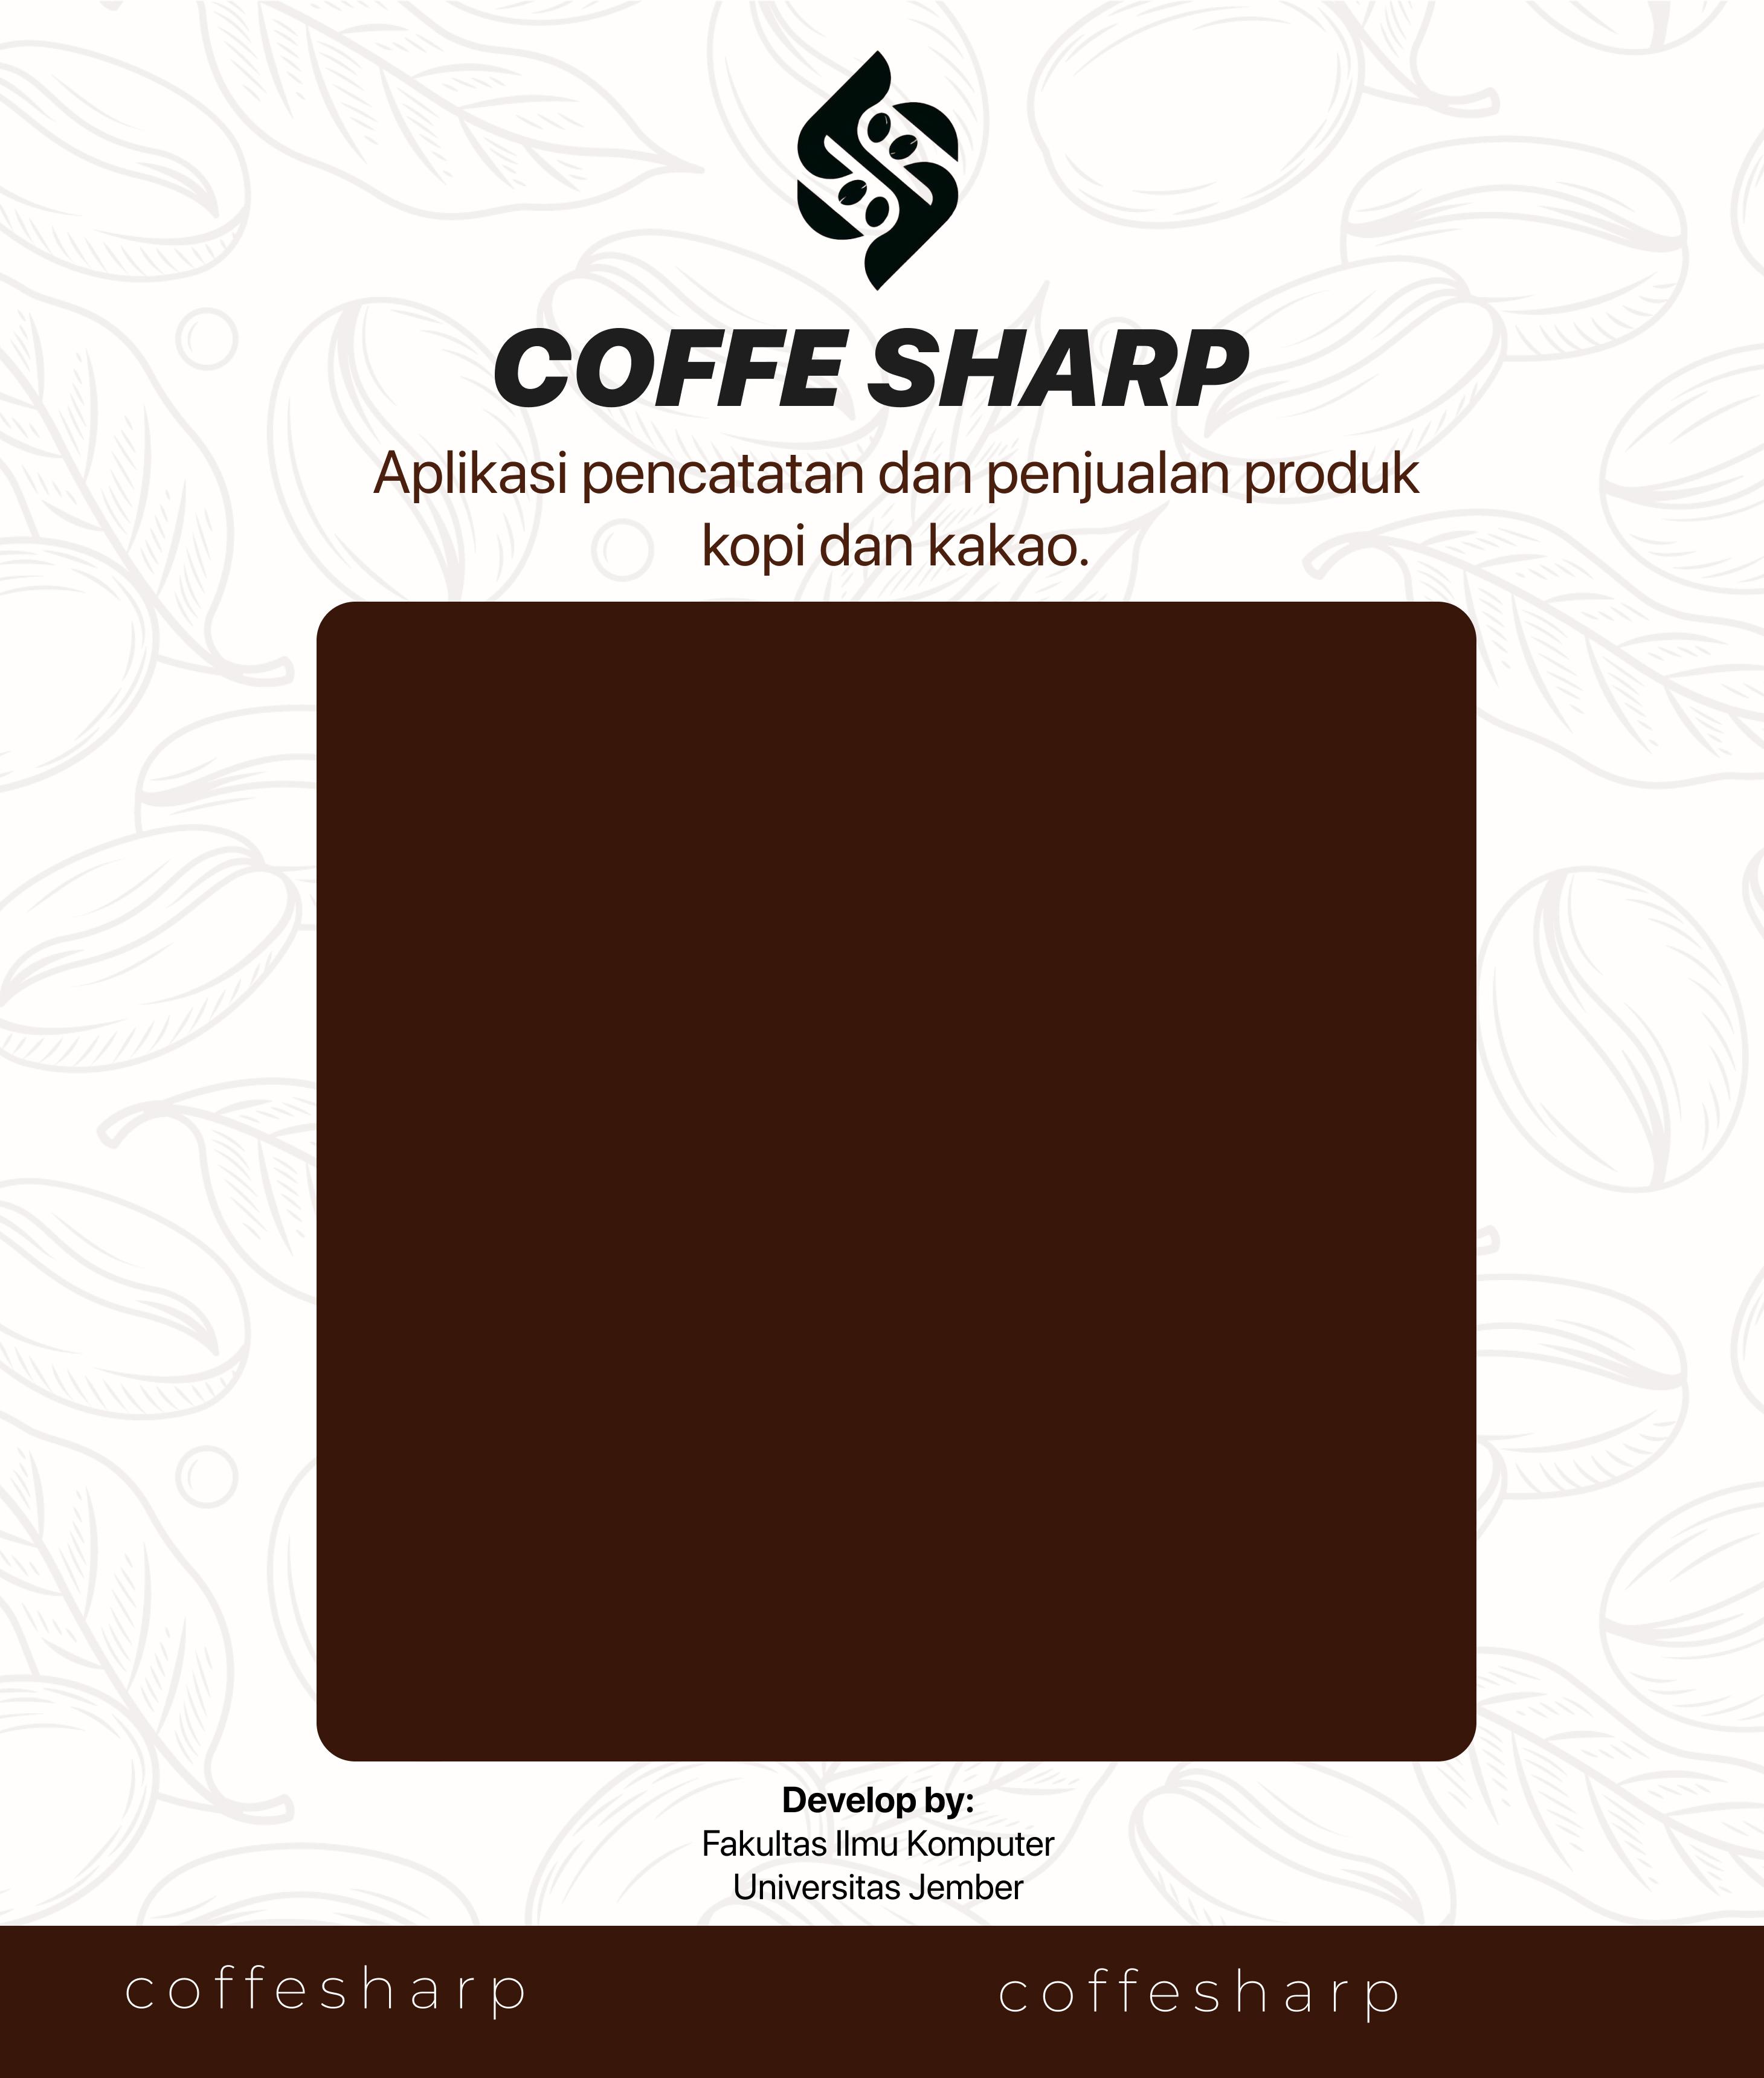 COFFE SHARP
Aplikasi pencatatan dan penjualan produk
kopi dan kakao.
Develop by:
Fakultas Ilmu Komputer
Universitas Jember
coffesharp
coffesharp